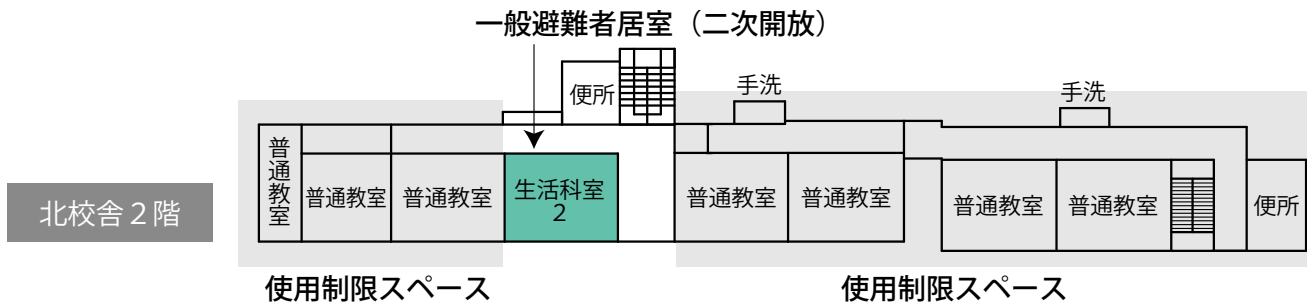 一般避難者居室（二次開放）
便所
手洗
手洗
普通教室
普通教室
普通教室
生活科室
２
普通教室
普通教室
普通教室
普通教室
便所
北校舎２階
使用制限スペース
使用制限スペース